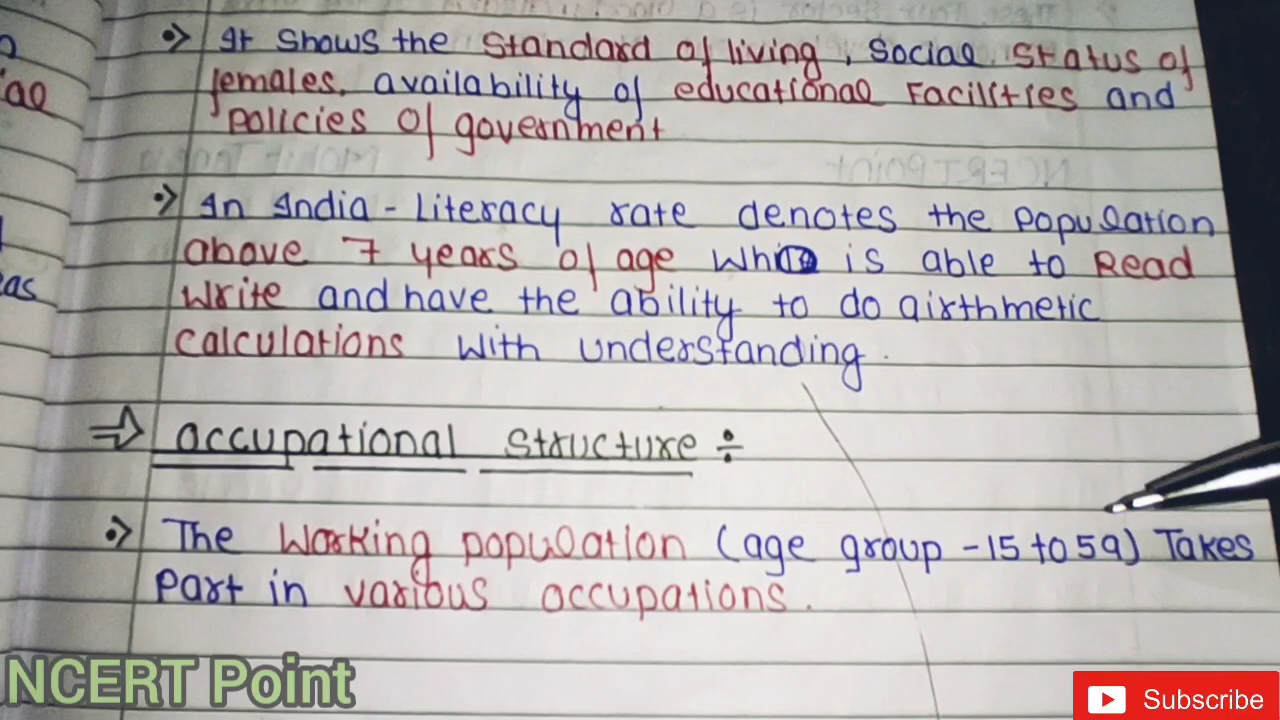 It shows the standard of living, social status of
females, availability of educational Facilities and
policies of government
In India - Literacy rate denotes the population
above 7 years of age who is able to Read
write and have the ability to do airthmetic
calculations with understanding.
⇒ occupational structure ÷
The working population (age group - 15 to 59) Takes
part in various occupations.
NCERT Point
Subscribe